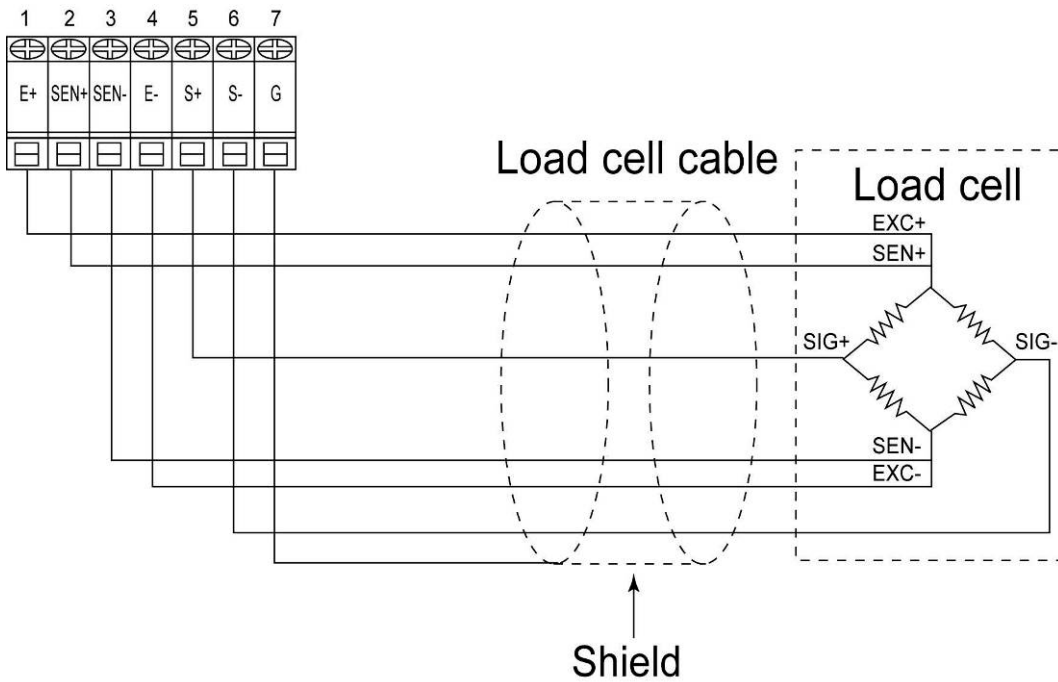 1 2 3 4 5 6 7
E+ SEN+ SEN- E- S+ S- G
Load cell cable
Load cell
EXC+
SEN+
SIG+
SIG-
SEN-
EXC-
Shield